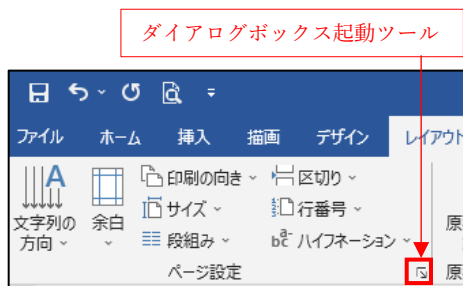 ダイアログボックス起動ツール
ファイル ホーム 挿入 描画 デザイン レイアウト
印刷の向き 区切り
文字列の方向 余白 サイズ 行番号 原
段組み bc ハイフネーション
ページ設定 原